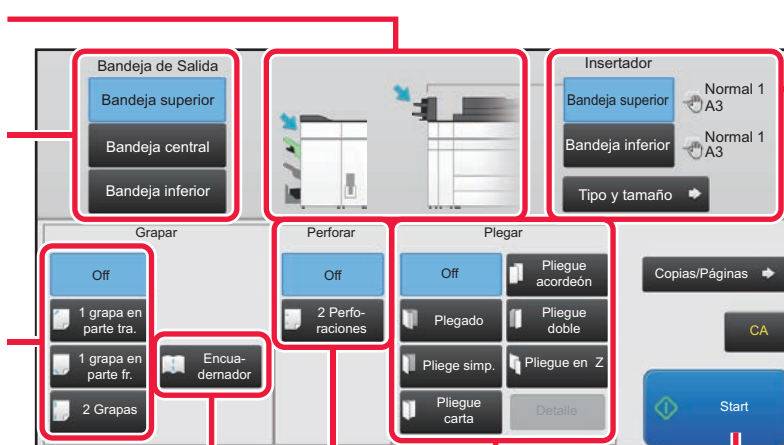 Bandeja de Salida
Bandeja superior
Bandeja central
Bandeja inferior
Insertador
Bandeja superior
Normal 1
A3
Bandeja inferior
Normal 1
A3
Tipo y tamaño
Grapar
Off
1 grapa en
parte tra.
1 grapa en
parte fr.
2 Grapas
Encua-
dernador
Perforar
Off
2 Perfo-
raciones
Plegar
Off
Pliegue
acordeón
Plegado
Pliegue
doble
Pliege simp.
Pliegue en Z
Pliegue
carta
Detalle
Copias/Páginas
CA
Start